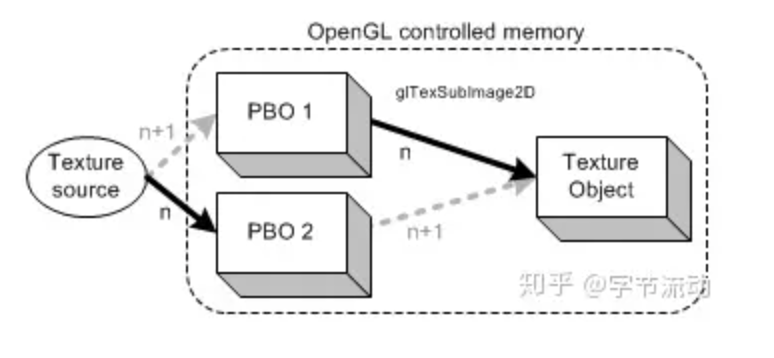 OpenGL controlled memory
PBO 1
glTexSubImage2D
n+1
n
Texture
source
Texture
Object
n
PBO 2
n+1
知乎 @字节流动